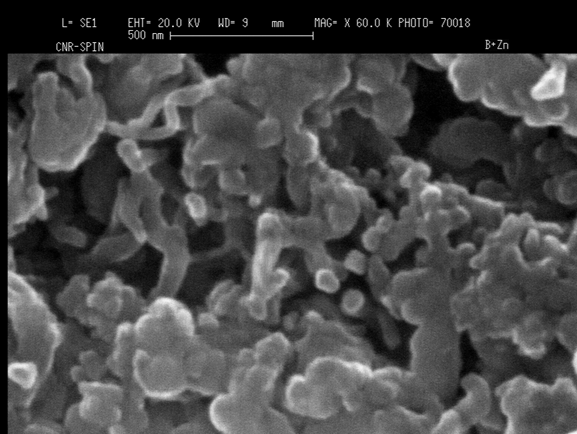 L= SE1 EHT= 20.0 KV WD= 9 mm MAG= X 60.0 K PHOTO= 70018
500 nm
CNR-SPIN B+Zn